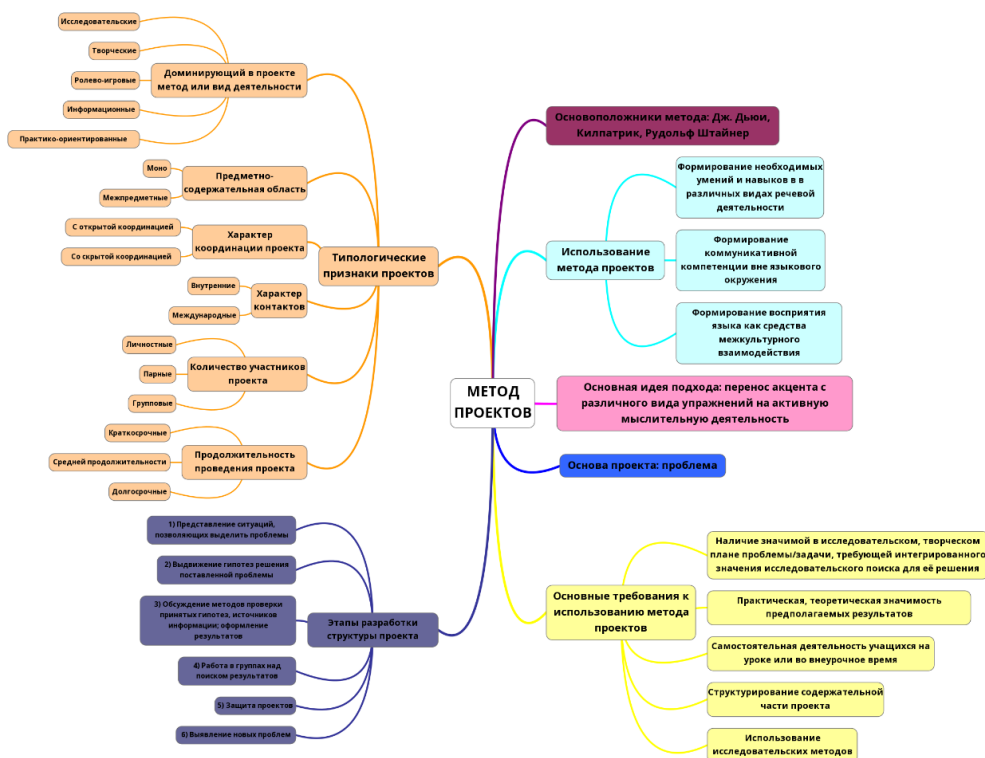 МЕТОД
ПРОЕКТОВ
Основоположники метода: Дж. Дьюи,
Килпатрик, Рудольф Штайнер
Использование
метода проектов
Формирование необходимых
умений и навыков в в
различных видах речевой
деятельности
Формирование
коммуникативной
компетенции вне языкового
окружения
Формирование восприятия
языка как средства
межкультурного
взаимодействия
Основная идея подхода: перенос акцента с
различного вида упражнений на активную
мыслительную деятельность
Основа проекта: проблема
Основные требования к
использованию метода
проектов
Наличие значимой в исследовательском, творческом
плане проблемы/задачи, требующей интегрированного
значения исследовательского поиска для её решения
Практическая, теоретическая значимость
предполагаемых результатов
Самостоятельная деятельность учащихся на
уроке или во внеурочное время
Структурирование содержательной
части проекта
Использование
исследовательских методов
Типологические
признаки проектов
Доминирующий в проекте
метод или вид деятельности
Исследовательские
Творческие
Ролево-игровые
Информационные
Практико-ориентированные
Предметно-
содержательная область
Моно
Межпредметные
Характер
координации проекта
С открытой координацией
Со скрытой координацией
Характер
контактов
Внутренние
Международные
Количество участников
проекта
Личностные
Парные
Групповые
Продолжительность
проведения проекта
Краткосрочные
Средней продолжительности
Долгосрочные
Этапы разработки
структуры проекта
1) Представление ситуаций,
позволяющих выделить проблемы
2) Выдвижение гипотез решения
поставленной проблемы
3) Обсуждение методов проверки
принятых гипотез, источников
информации; оформление
результатов
4) Работа в группах над
поиском результатов
5) Защита проектов
6) Выявление новых проблем